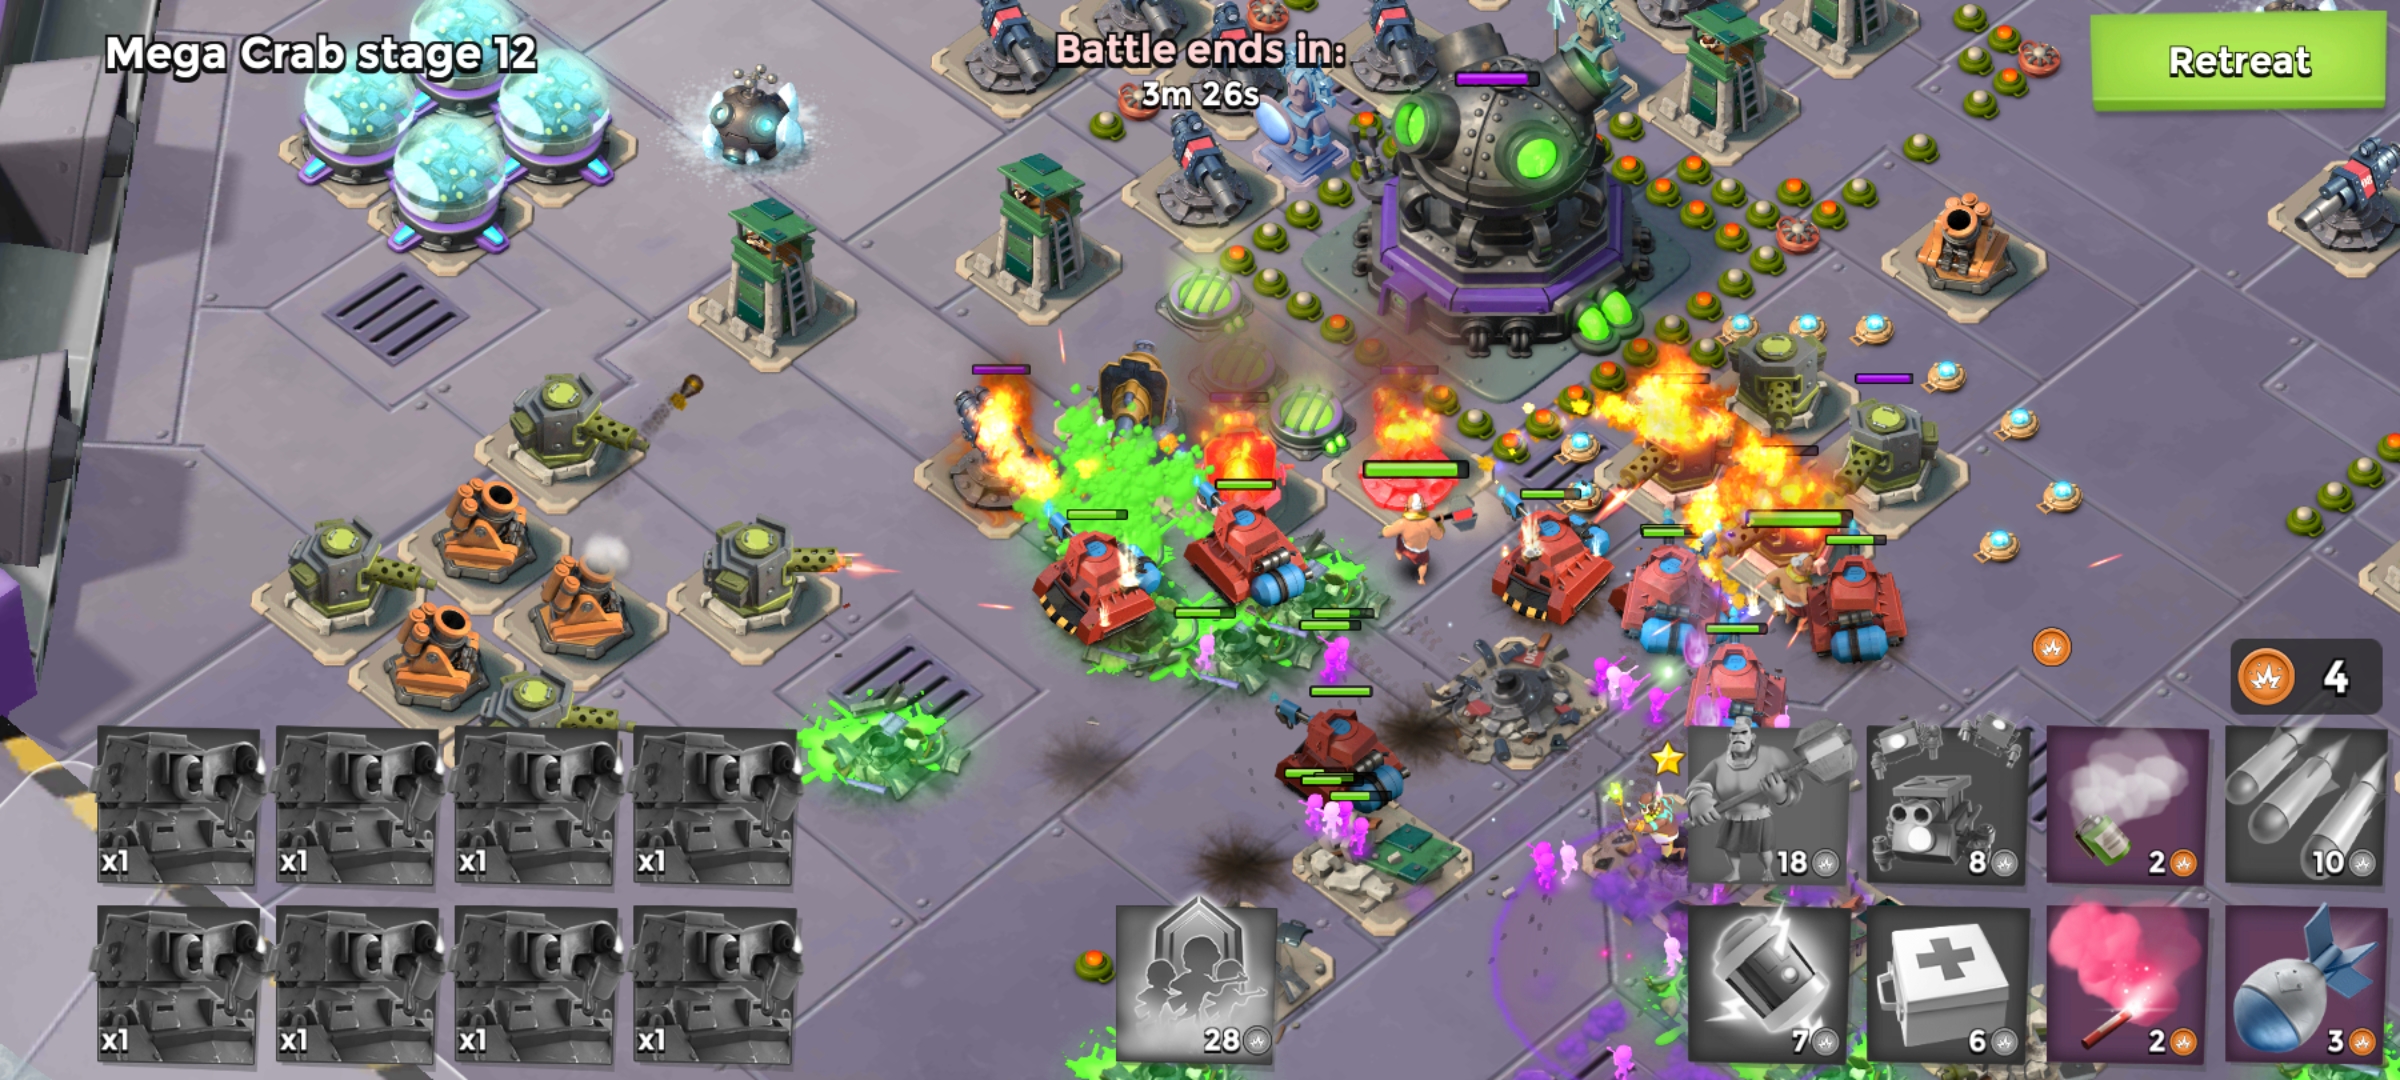 Mega Crab stage 12
Battle ends in:
3m 26s
Retreat
4
x1
x1
x1
x1
18
8
2
10
x1
x1
x1
x1
28
7
6
2
3